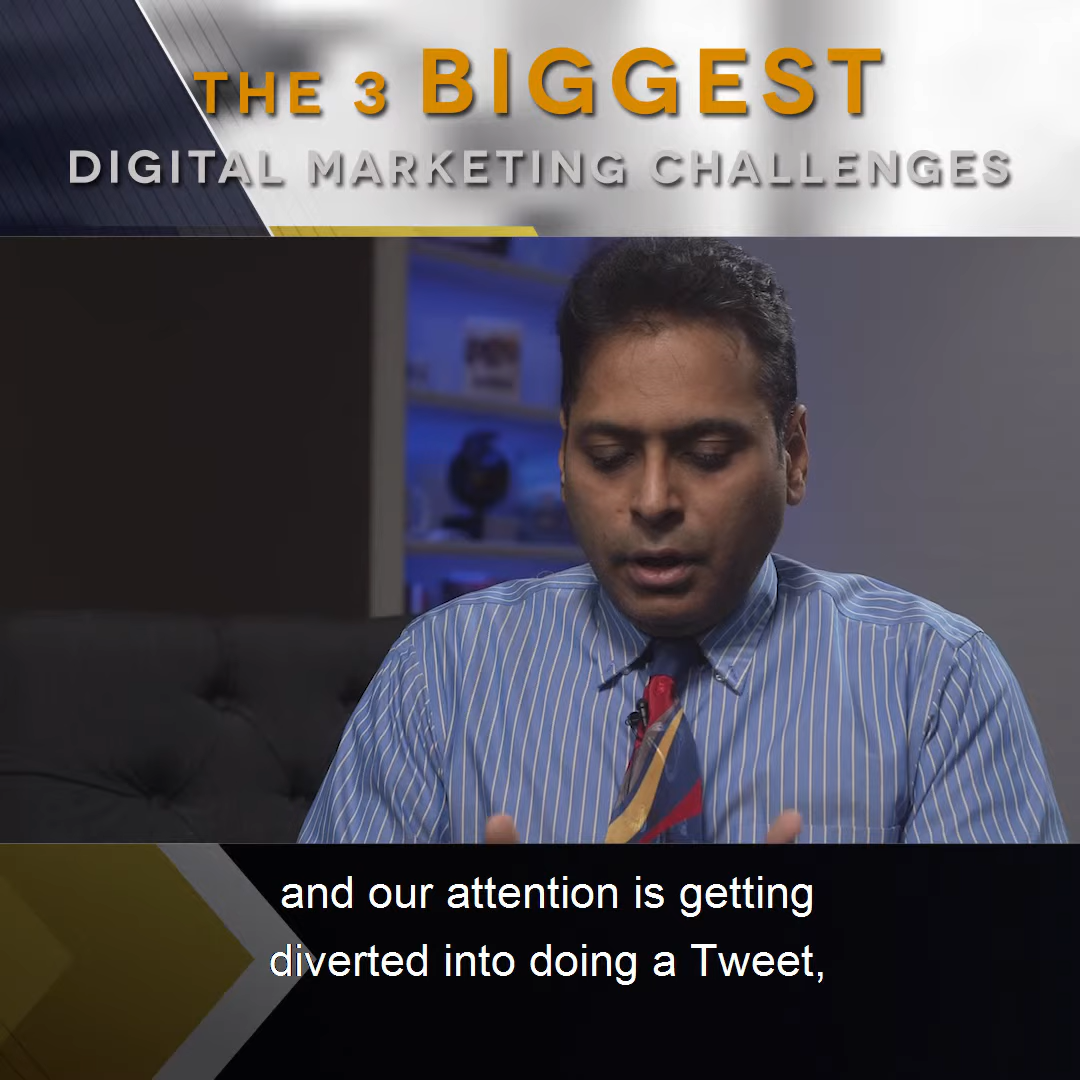 THE 3 BIGGEST
DIGITAL MARKETING CHALLENGES
and our attention is getting
diverted into doing a Tweet,